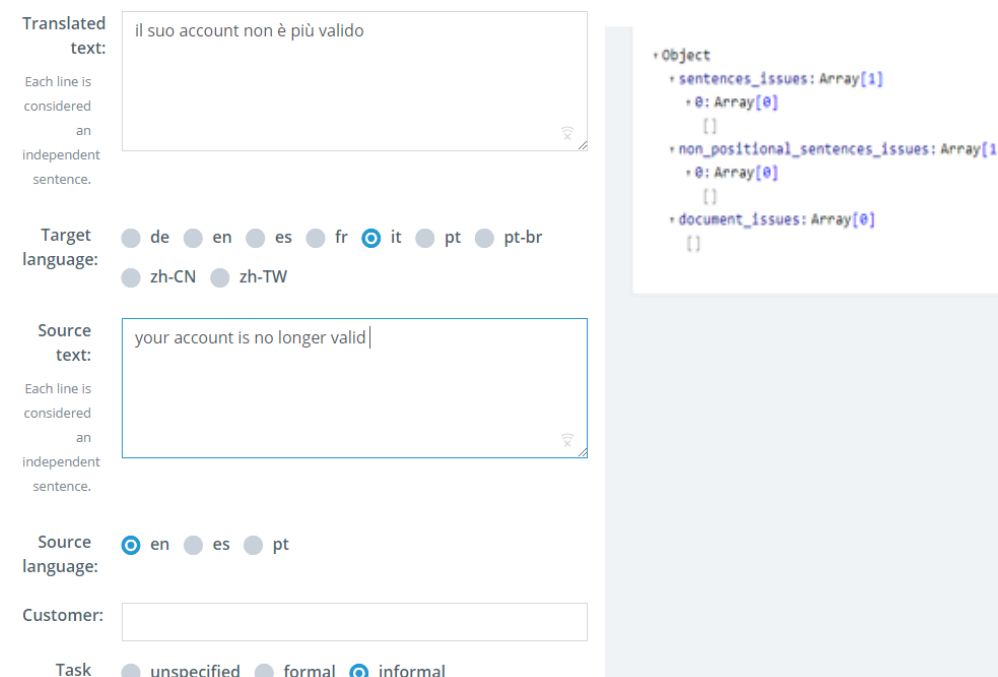 Translated text:
Each line is considered an independent sentence.
il suo account non è più valido
Target language:
de en es fr it pt pt-br
zh-CN zh-TW
Source text:
Each line is considered an independent sentence.
your account is no longer valid
Source language:
en es pt
Customer:
Task
unspecified formal informal
Object
sentences_issues: Array[1]
0: Array[0]
[]
non_positional_sentences_issues: Array[1
0: Array[0]
[]
document_issues: Array[0]
[]